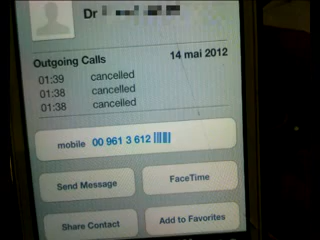 Dr
Outgoing Calls 14 mai 2012
01:39 cancelled
01:38 cancelled
01:38 cancelled
mobile 00 961 3 612
Send Message FaceTime
Share Contact Add to Favorites